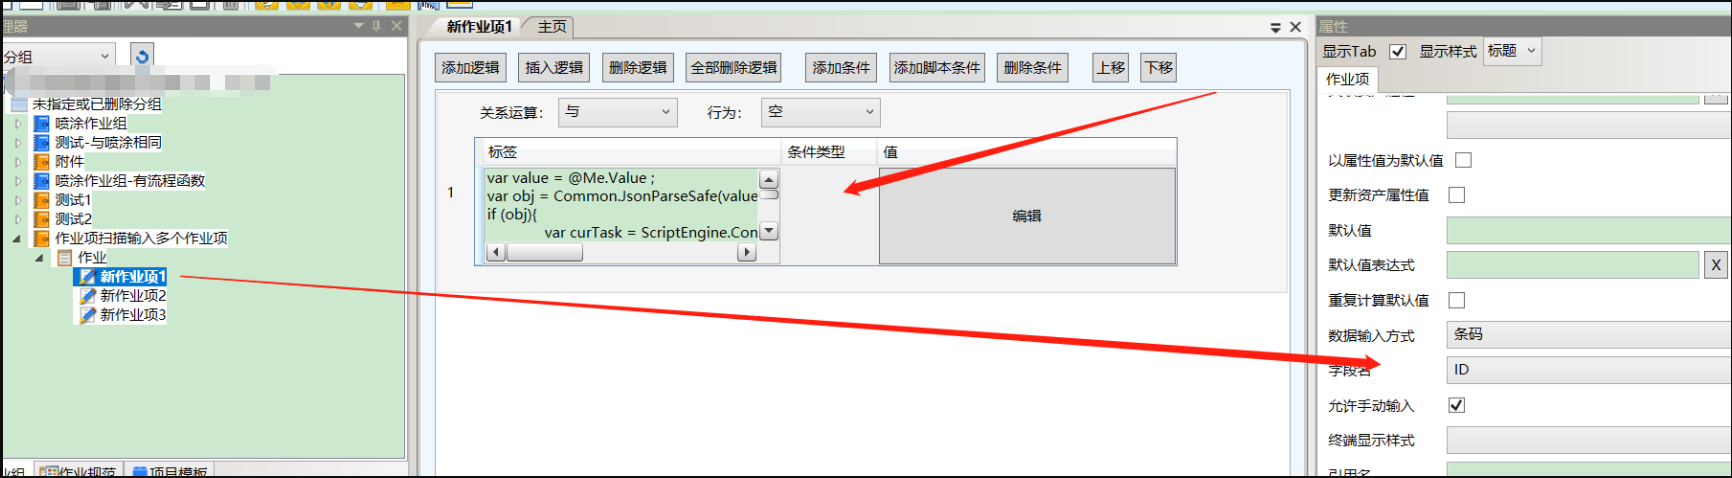 理器
分组
未指定或已删除分组
喷涂作业组
测试-与喷涂相同
附件
喷涂作业组-有流程函数
测试1
测试2
作业项扫描输入多个作业项
作业
新作业项1
新作业项2
新作业项3
作业规范
项目模板
新作业项1
主页
添加逻辑
插入逻辑
删除逻辑
全部删除逻辑
添加条件
添加脚本条件
删除条件
上移
下移
关系运算:
与
行为:
空
标签
条件类型
值
1
var value = @Me.Value ;
var obj = Common.JsonParseSafe(value
if (obj){
var curTask = ScriptEngine.Con
编辑
属性
显示Tab
显示样式
标题
作业项
以属性值为默认值
更新资产属性值
默认值
默认值表达式
X
重复计算默认值
数据输入方式
条码
字段名
ID
允许手动输入
终端显示样式
引用名